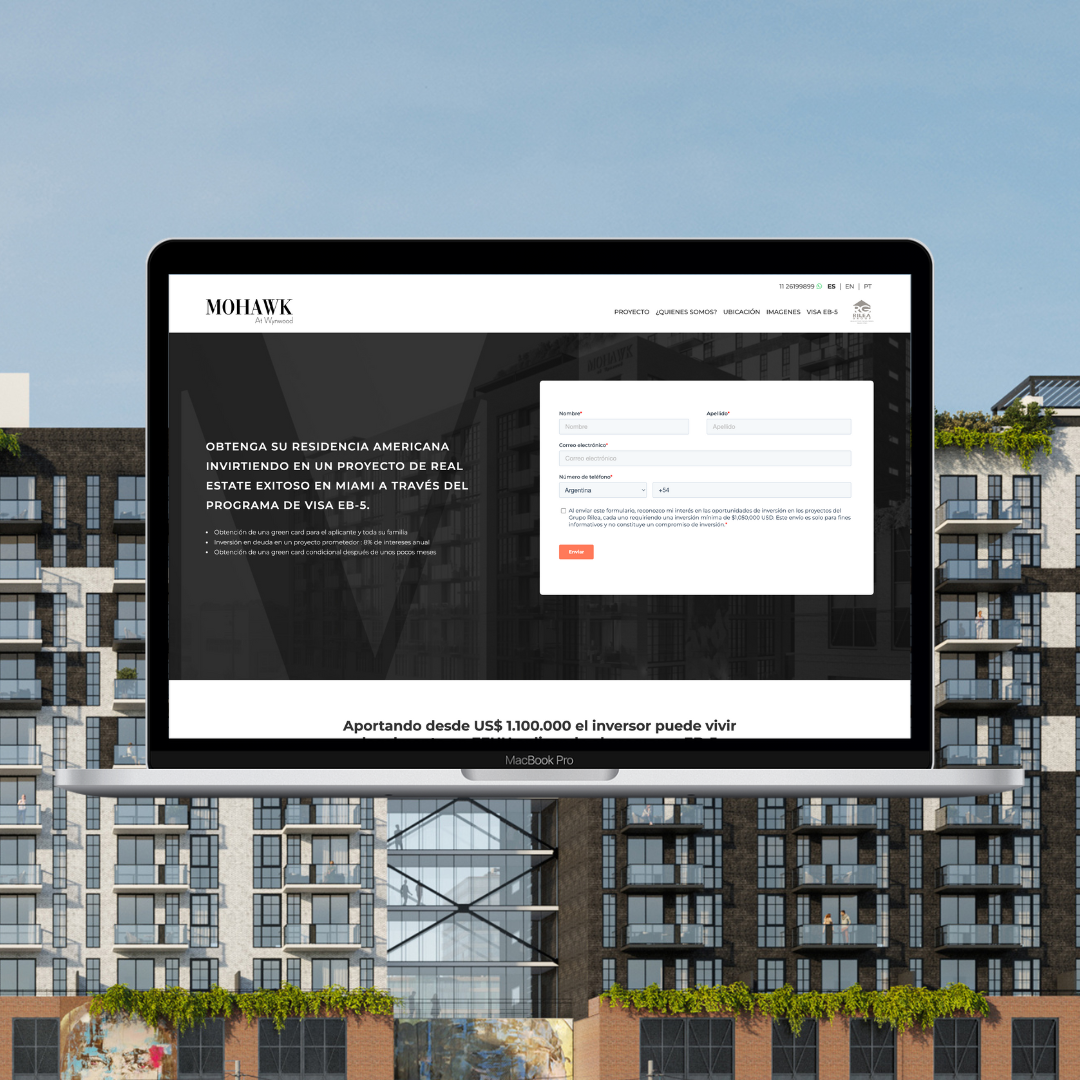 11 26199899 ES | EN | PT
MOHAWK
At Wynwood
PROYECTO ¿QUIENES SOMOS? UBICACIÓN IMAGENES VISA EB-5
RG
OBTENGA SU RESIDENCIA AMERICANA
INVIRTIENDO EN UN PROYECTO DE REAL
ESTATE EXITOSO EN MIAMI A TRAVÉS DEL
PROGRAMA DE VISA EB-5.
• Obtención de una green card para el aplicante y toda su familia
• Inversión en deuda en un proyecto prometedor : 8% de intereses anual
• Obtención de una green card condicional después de unos pocos meses
Nombre* Apellido*
Nombre Apellido
Correo electrónico*
Correo electrónico
Número de teléfono*
Argentina +54
Al enviar este formulario, reconozco mi interés en las oportunidades de inversión en los proyectos del
Grupo Rilea, cada uno requiriendo una inversión mínima de $1,050,000 USD. Este envío es solo para fines
informativos y no constituye un compromiso de inversión.*
Enviar
Aportando desde US$ 1.100.000 el inversor puede vivir
MacBook Pro